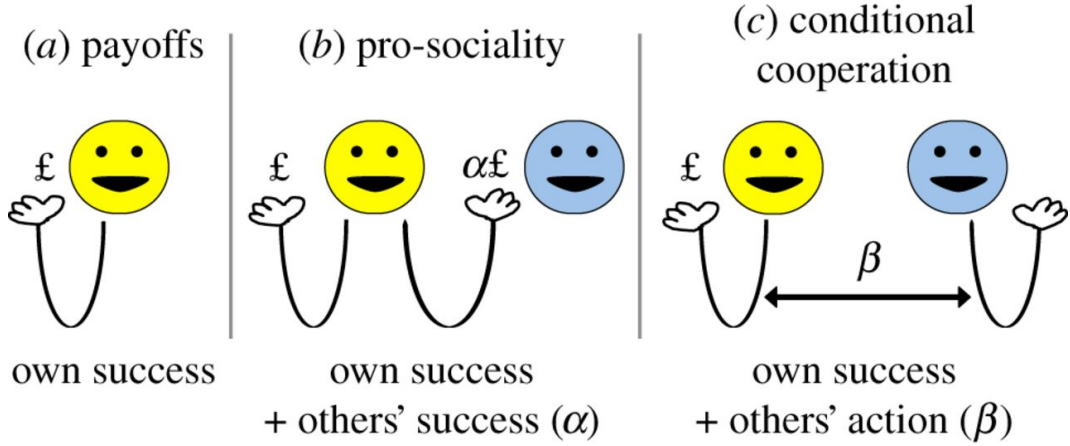 (a) payoffs
£
own success
(b) pro-sociality
£
α£
own success
+ others’ success (α)
(c) conditional
cooperation
£
β
own success
+ others’ action (β)